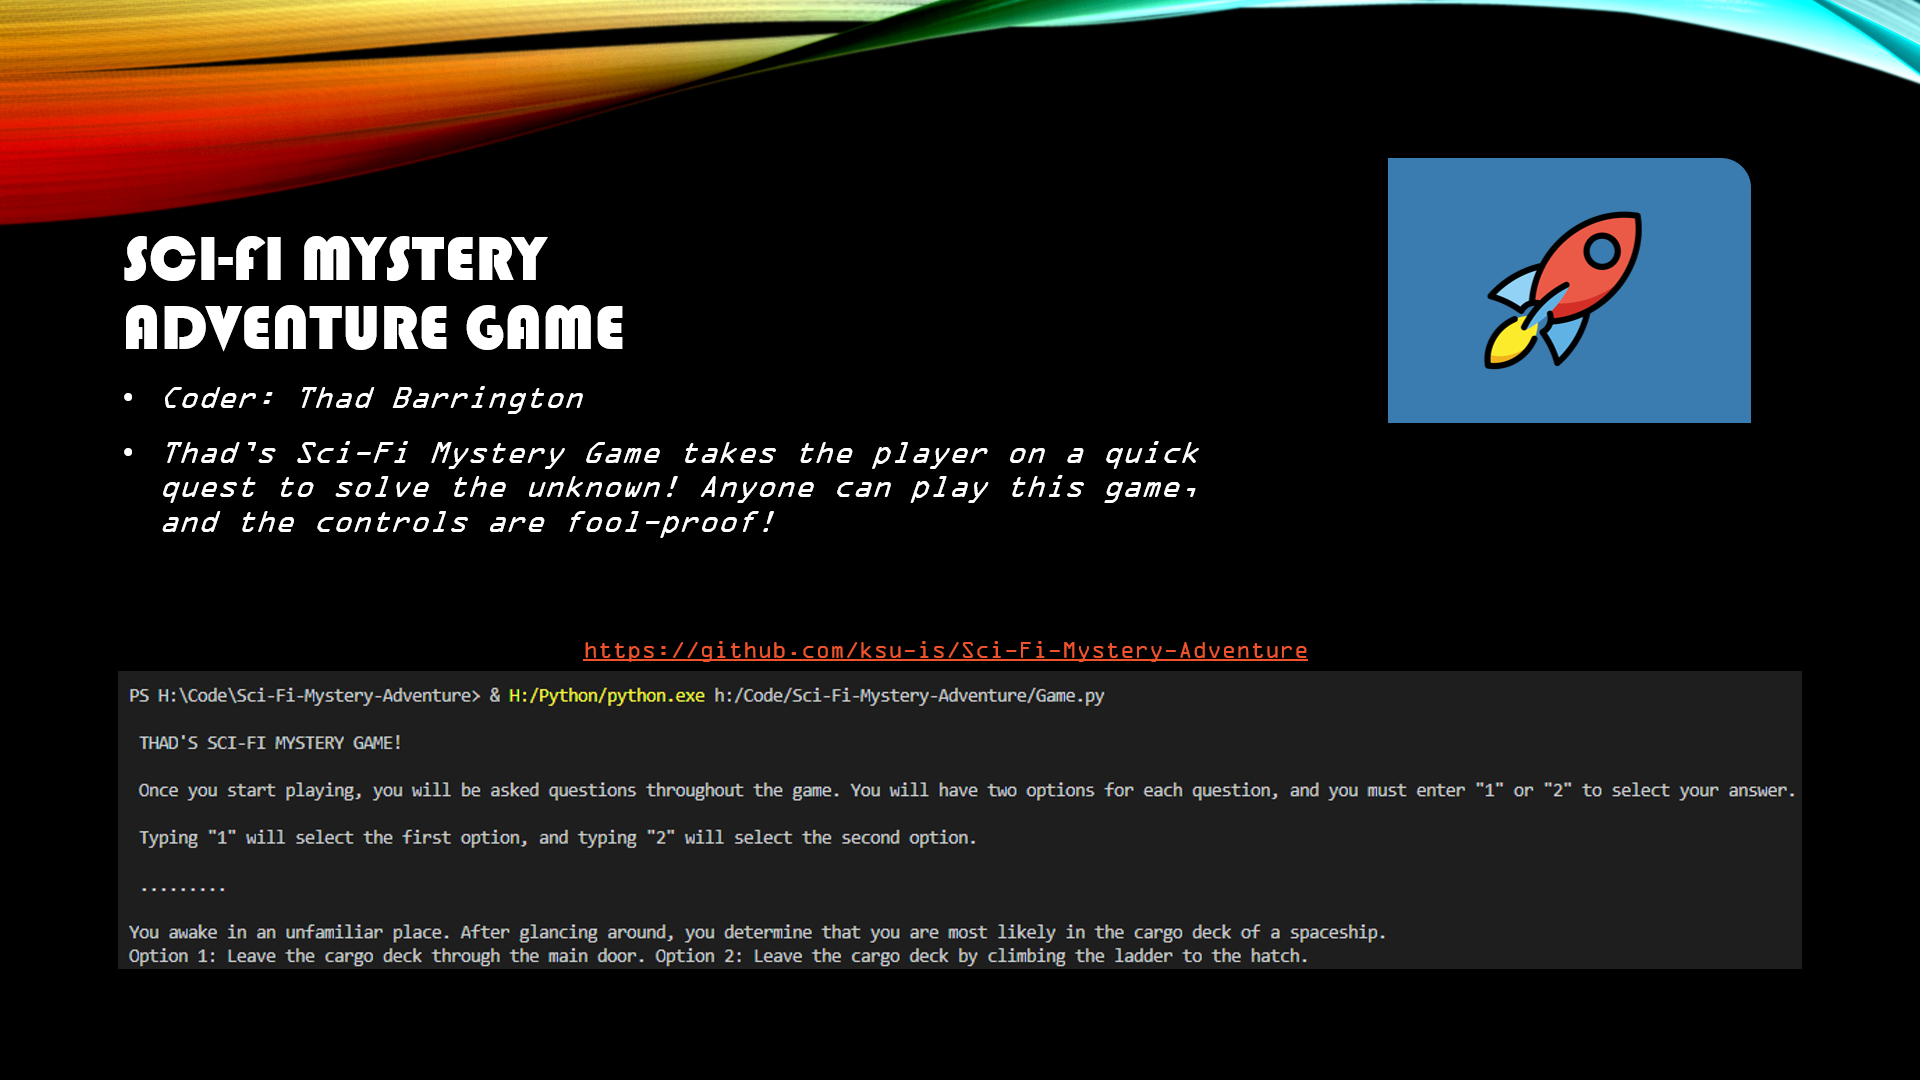 SCI-FI MYSTERY
ADVENTURE GAME
• Coder: Thad Barrington
• Thad's Sci-Fi Mystery Game takes the player on a quick
quest to solve the unknown! Anyone can play this game,
and the controls are fool-proof!
https://github.com/ksu-is/Sci-Fi-Mystery-Adventure
PS H:\Code\Sci-Fi-Mystery-Adventure> & H:/Python/python.exe h:/Code/Sci-Fi-Mystery-Adventure/Game.py
THAD'S SCI-FI MYSTERY GAME!
Once you start playing, you will be asked questions throughout the game. You will have two options for each question, and you must enter "1" or "2" to select your answer.
Typing "1" will select the first option, and typing "2" will select the second option.
.........
You awake in an unfamiliar place. After glancing around, you determine that you are most likely in the cargo deck of a spaceship.
Option 1: Leave the cargo deck through the main door. Option 2: Leave the cargo deck by climbing the ladder to the hatch.